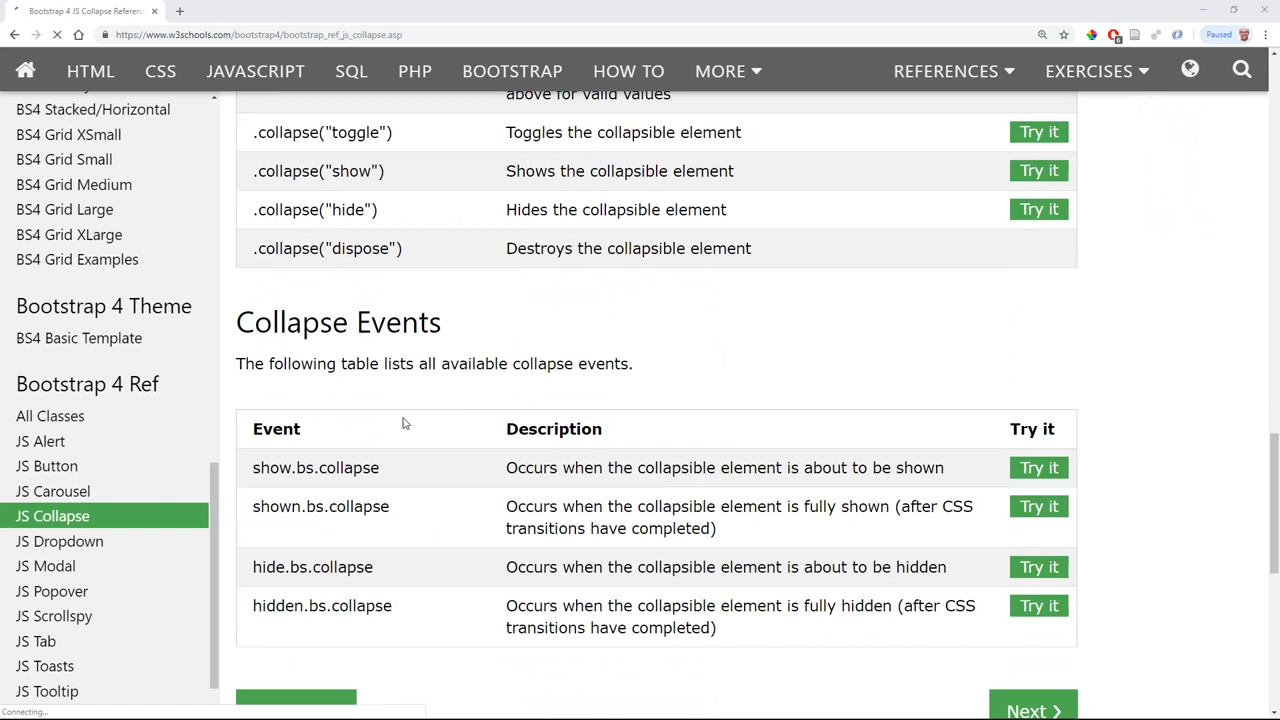 Bootstrap 4 JS Collapse Referenc
https://www.w3schools.com/bootstrap4/bootstrap_ref_js_collapse.asp
Paused
HTML CSS JAVASCRIPT SQL PHP BOOTSTRAP HOW TO MORE REFERENCES EXERCISES
BS4 Stacked/Horizontal
BS4 Grid XSmall
BS4 Grid Small
BS4 Grid Medium
BS4 Grid Large
BS4 Grid XLarge
BS4 Grid Examples
Bootstrap 4 Theme
BS4 Basic Template
Bootstrap 4 Ref
All Classes
JS Alert
JS Button
JS Carousel
JS Collapse
JS Dropdown
JS Modal
JS Popover
JS Scrollspy
JS Tab
JS Toasts
JS Tooltip
Connecting...
above for valid values
.collapse("toggle") Toggles the collapsible element Try it
.collapse("show") Shows the collapsible element Try it
.collapse("hide") Hides the collapsible element Try it
.collapse("dispose") Destroys the collapsible element
Collapse Events
The following table lists all available collapse events.
Event Description Try it
show.bs.collapse Occurs when the collapsible element is about to be shown Try it
shown.bs.collapse Occurs when the collapsible element is fully shown (after CSS Try it
transitions have completed)
hide.bs.collapse Occurs when the collapsible element is about to be hidden Try it
hidden.bs.collapse Occurs when the collapsible element is fully hidden (after CSS Try it
transitions have completed)
Next ❯